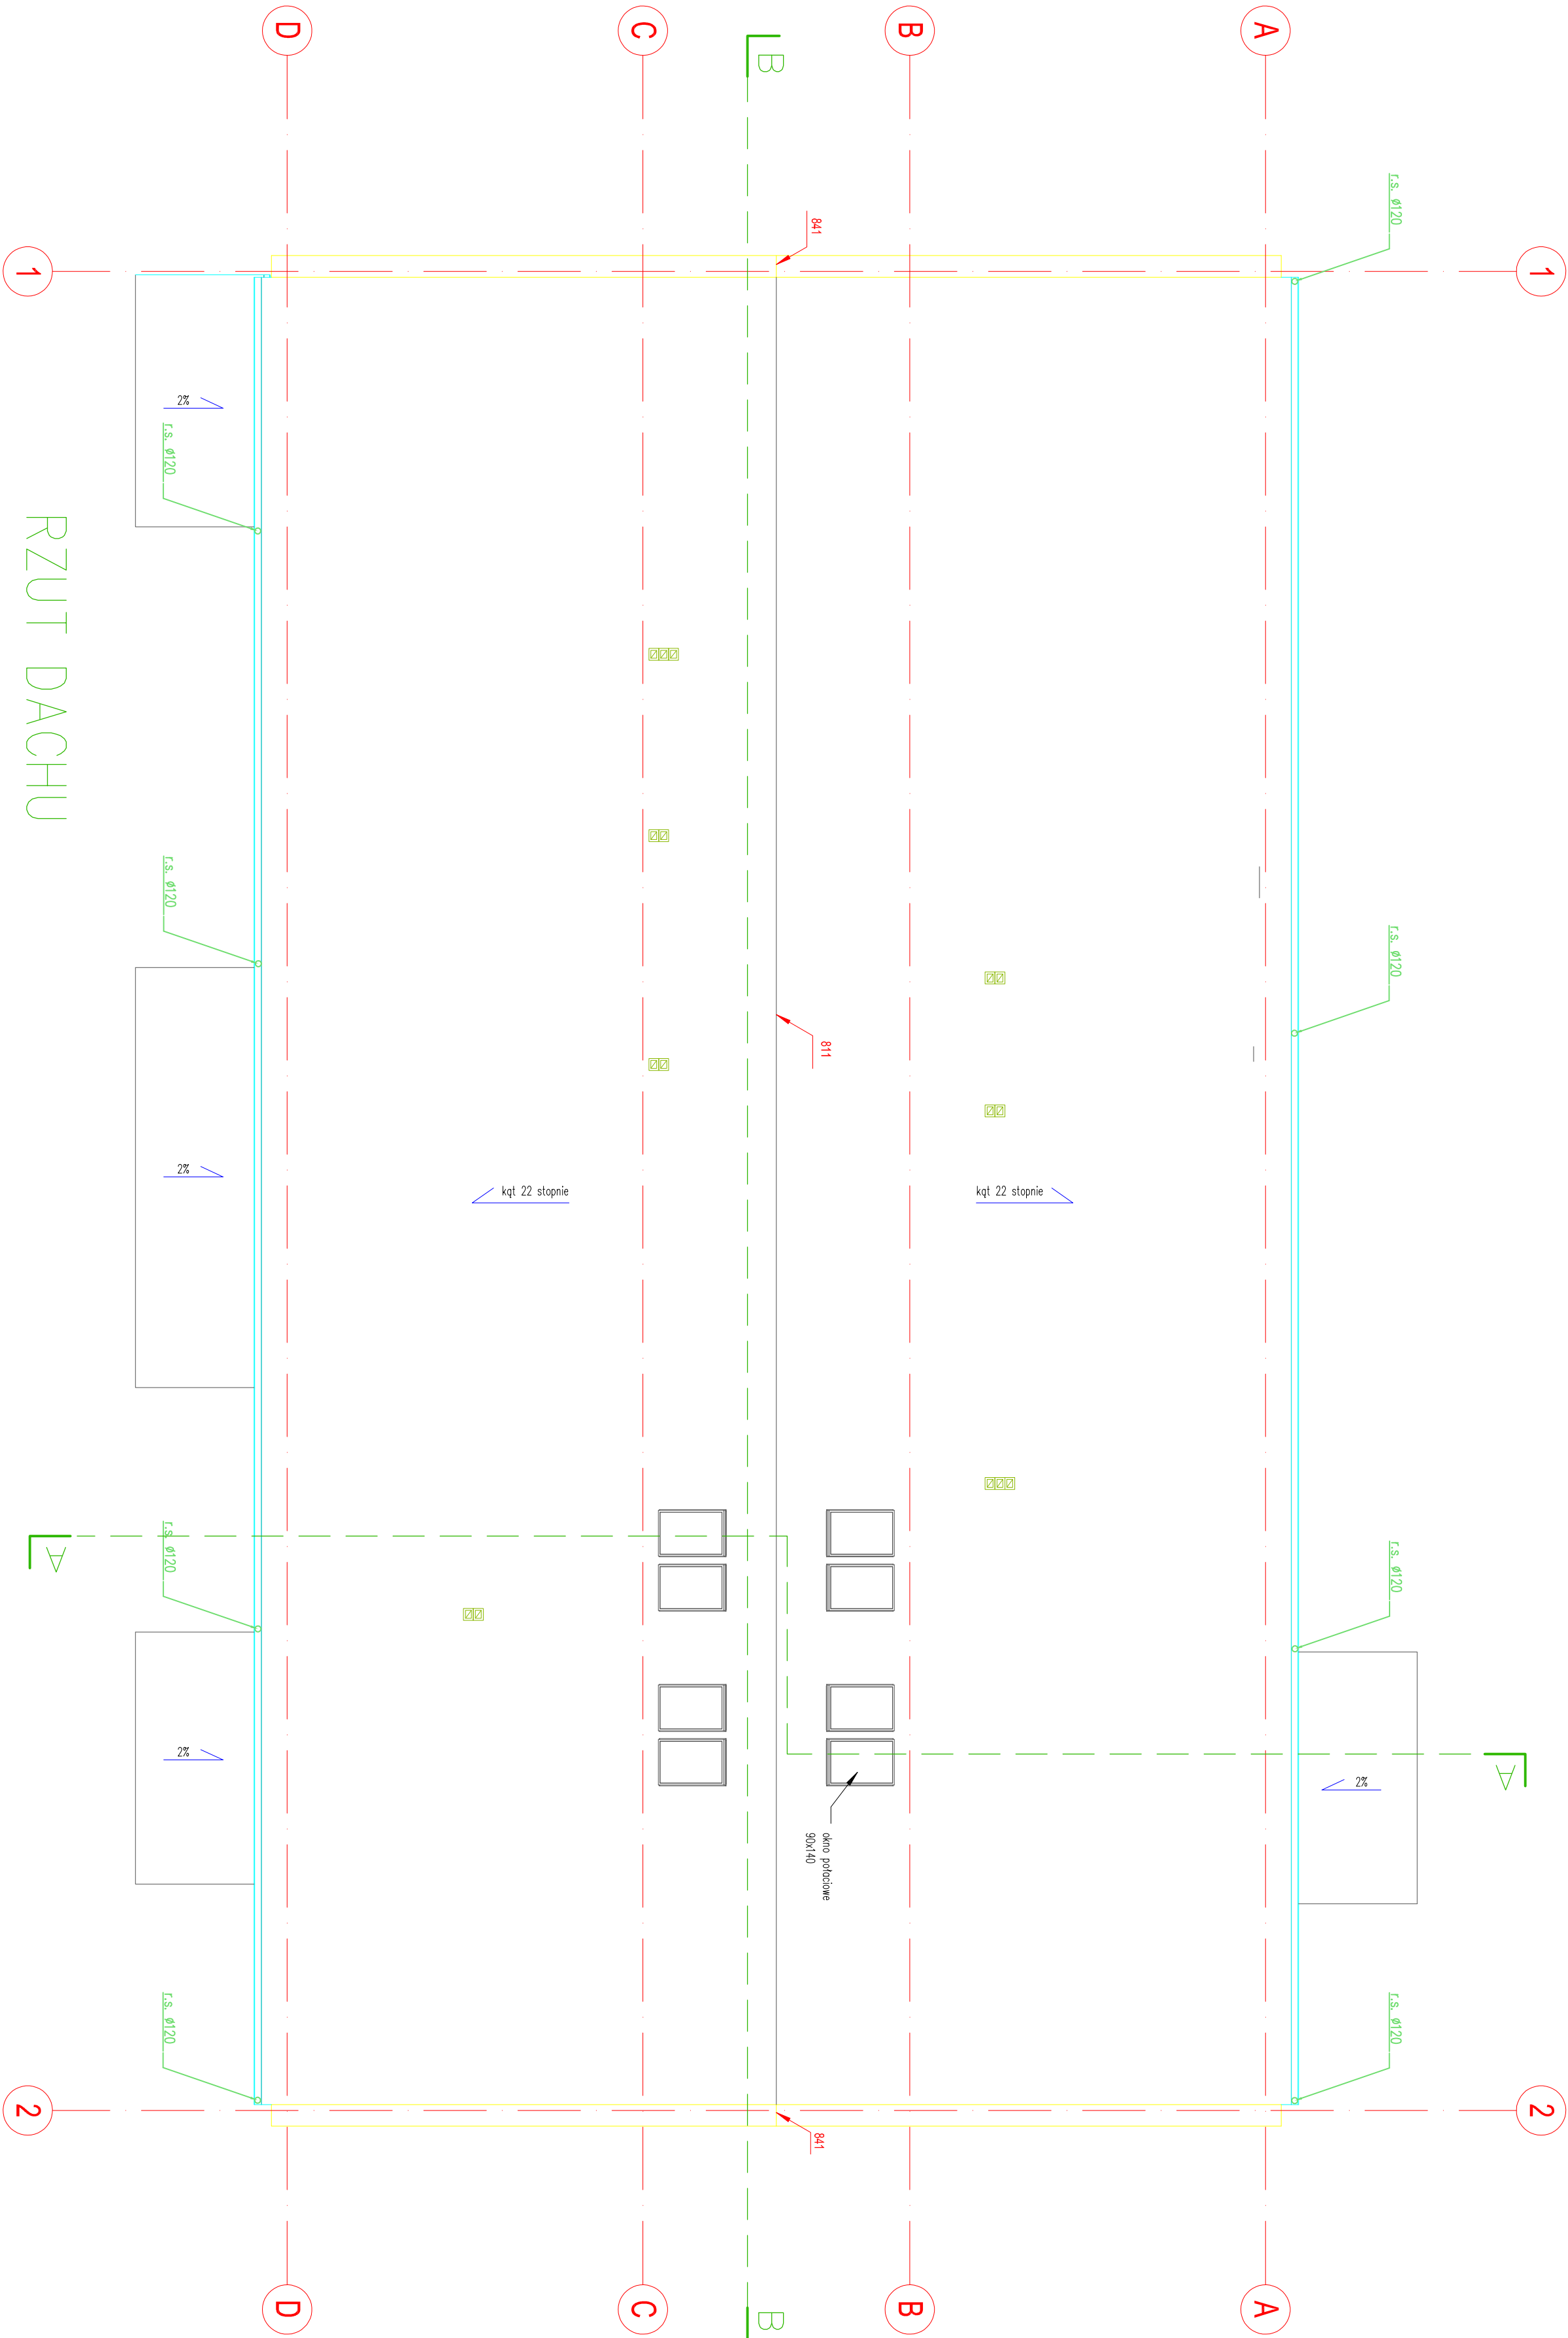 1
2
A
r.s. ø120
r.s. ø120
r.s. ø120
r.s. ø120
2%
A
A
kąt 22 stopnie
B
B
okno połaciowe
90x140
841
811
841
B
B
C
C
kąt 22 stopnie
D
D
2%
2%
2%
r.s. ø120
r.s. ø120
r.s. ø120
r.s. ø120
A
RZUT DACHU
1
2